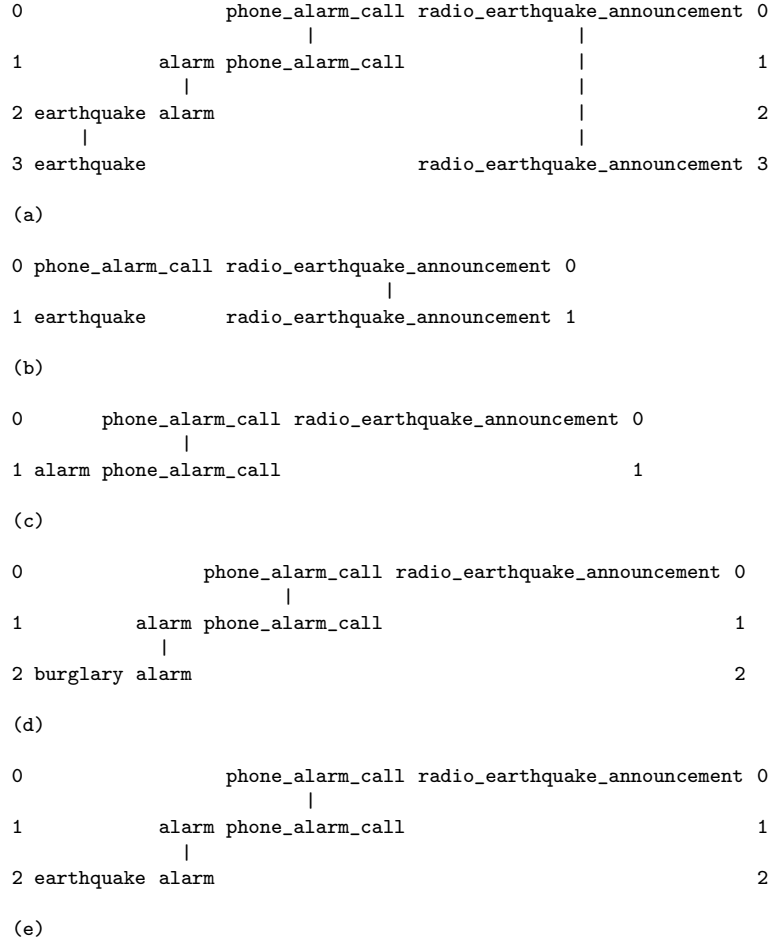 0                   phone_alarm_call radio_earthquake_announcement 0
                           |                        |
1             alarm phone_alarm_call                |              1
                |                                   |
2 earthquake alarm                                  |              2
      |                                             |
3 earthquake                         radio_earthquake_announcement 3
(a)
0 phone_alarm_call radio_earthquake_announcement 0
                                 |
1 earthquake       radio_earthquake_announcement 1
(b)
0       phone_alarm_call radio_earthquake_announcement 0
               |
1 alarm phone_alarm_call                               1
(c)
0                 phone_alarm_call radio_earthquake_announcement 0
                         |
1           alarm phone_alarm_call                               1
              |
2 burglary alarm                                                 2
(d)
0                   phone_alarm_call radio_earthquake_announcement 0
                           |
1             alarm phone_alarm_call                               1
                |
2 earthquake alarm                                                 2
(e)